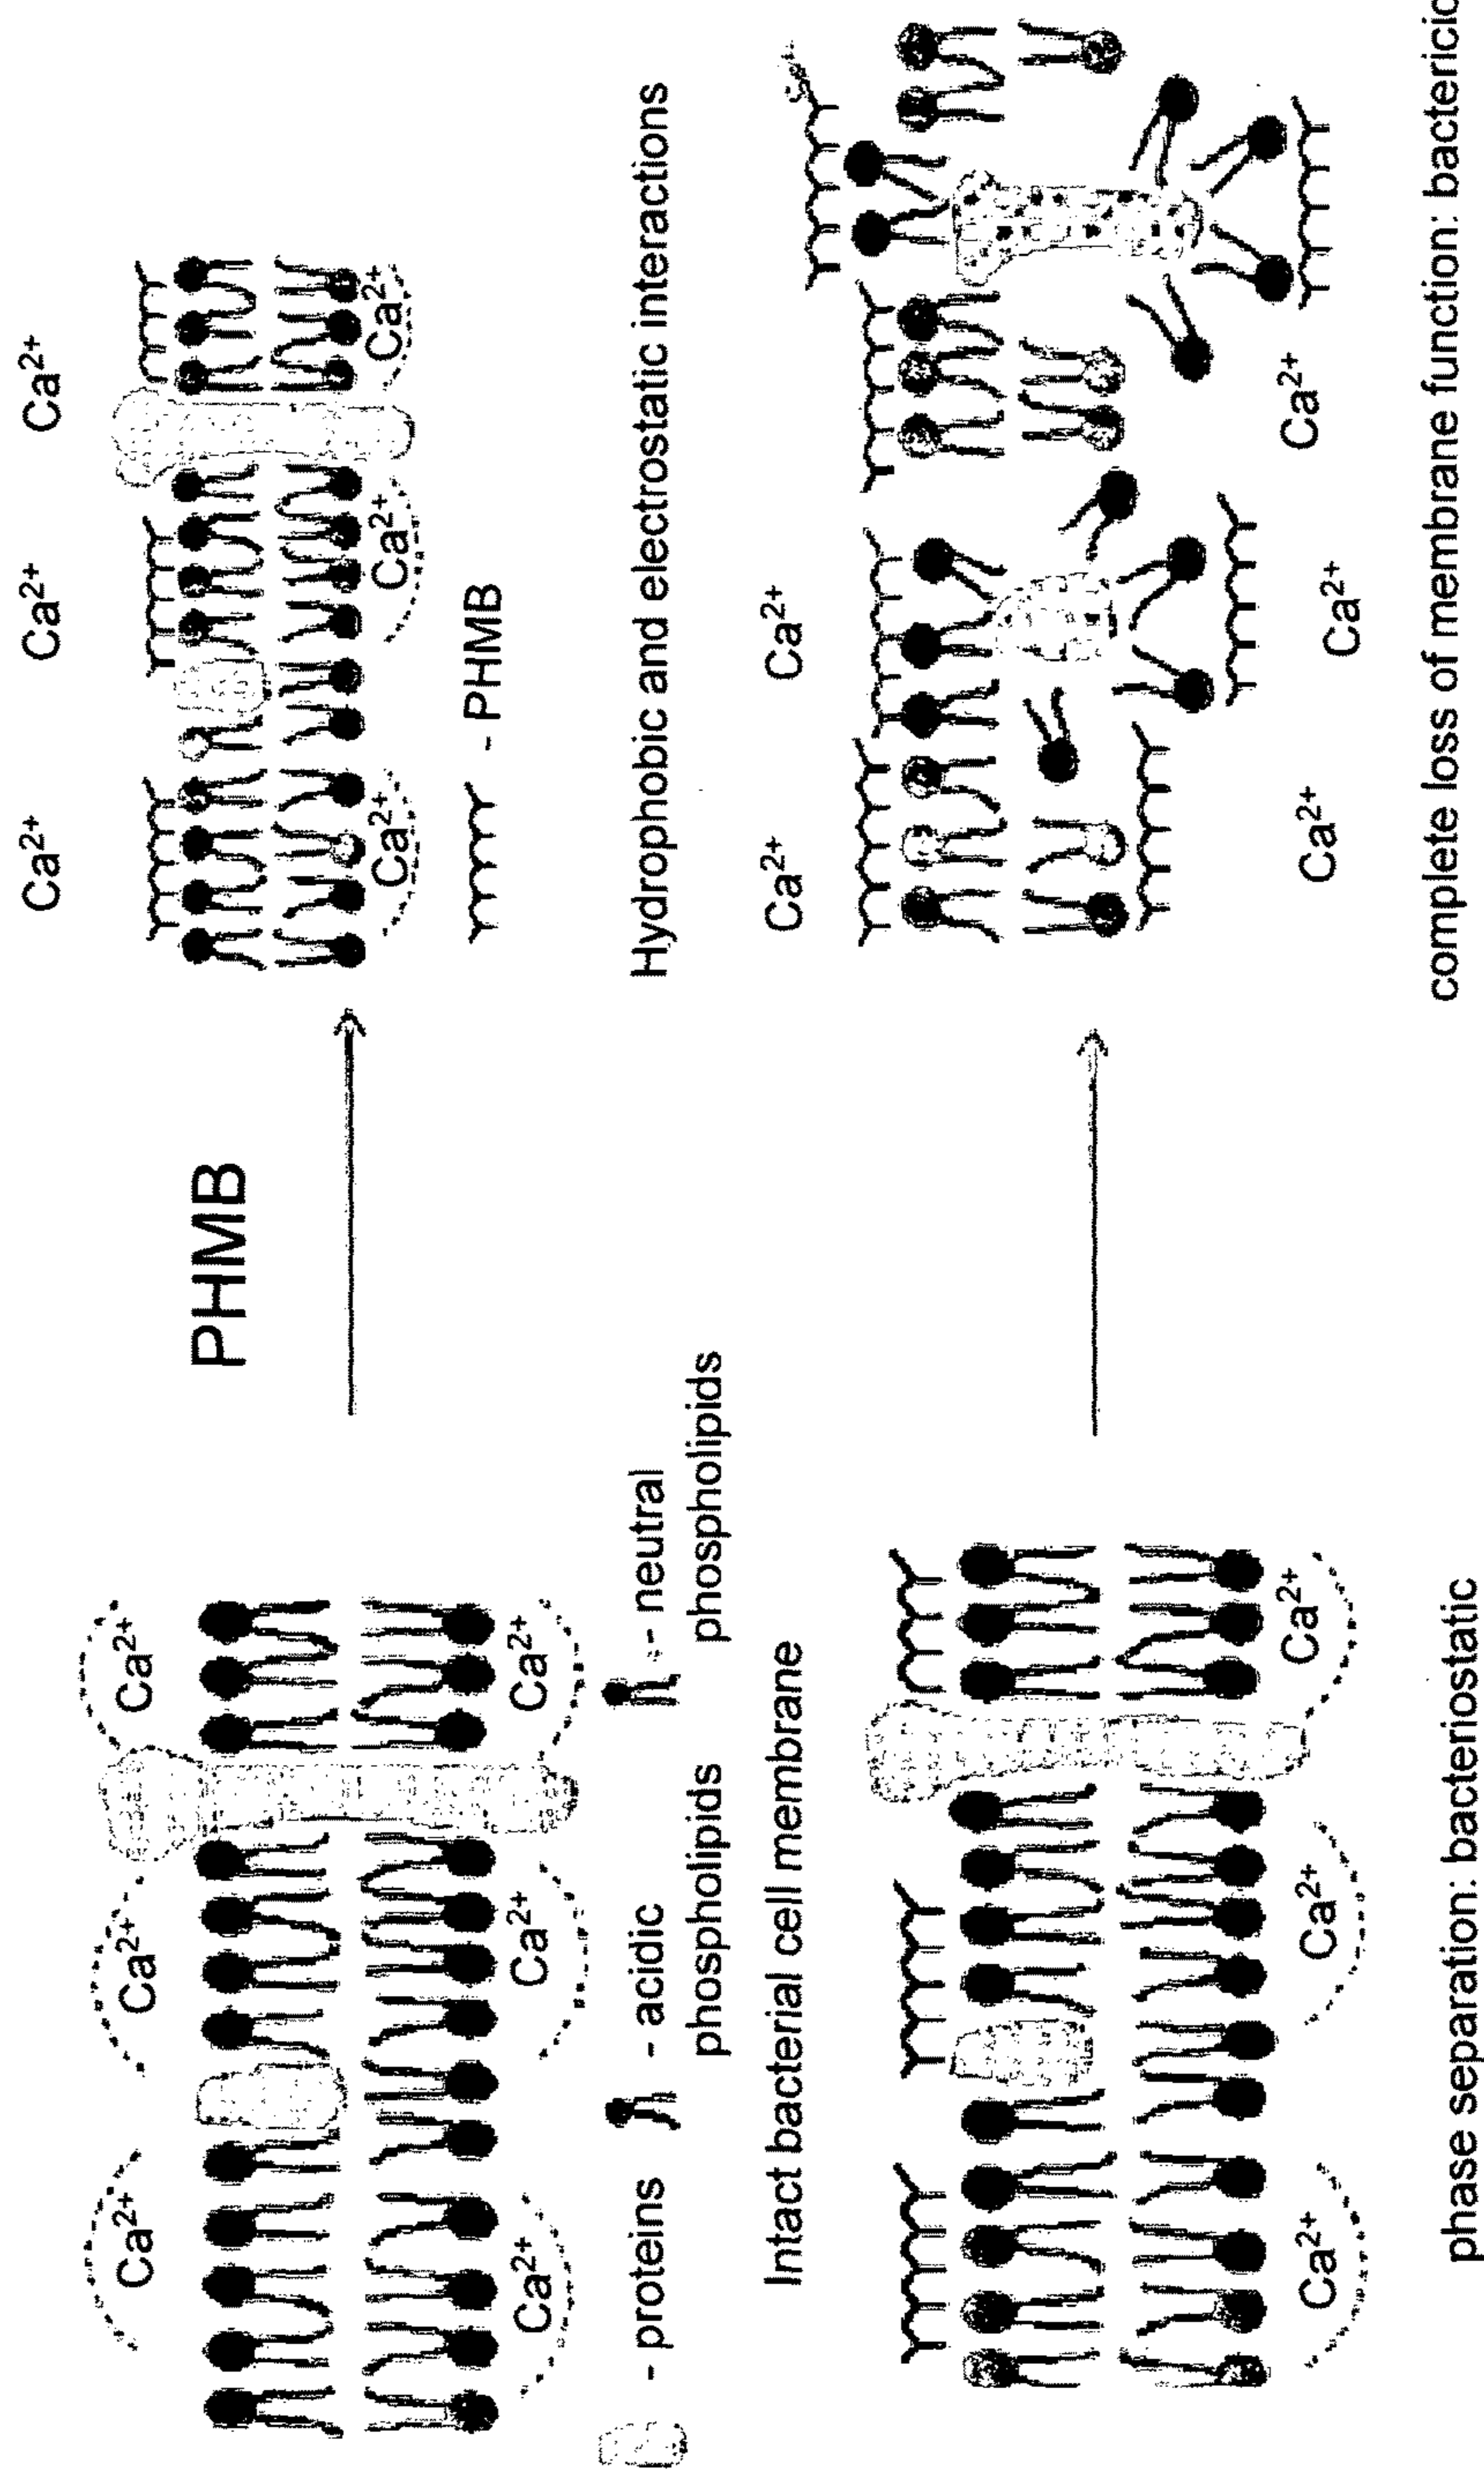 Ca²⁺ Ca²⁺ Ca²⁺
Ca²⁺ Ca²⁺ Ca²⁺
- proteins - acidic phospholipids - neutral phospholipids
Intact bacterial cell membrane
PHMB
Ca²⁺ Ca²⁺ Ca²⁺
Ca²⁺ Ca²⁺ Ca²⁺
- PHMB
Hydrophobic and electrostatic interactions
Ca²⁺ Ca²⁺ Ca²⁺
phase separation: bacteriostatic
Ca²⁺ Ca²⁺
Ca²⁺ Ca²⁺ Ca²⁺
complete loss of membrane function: